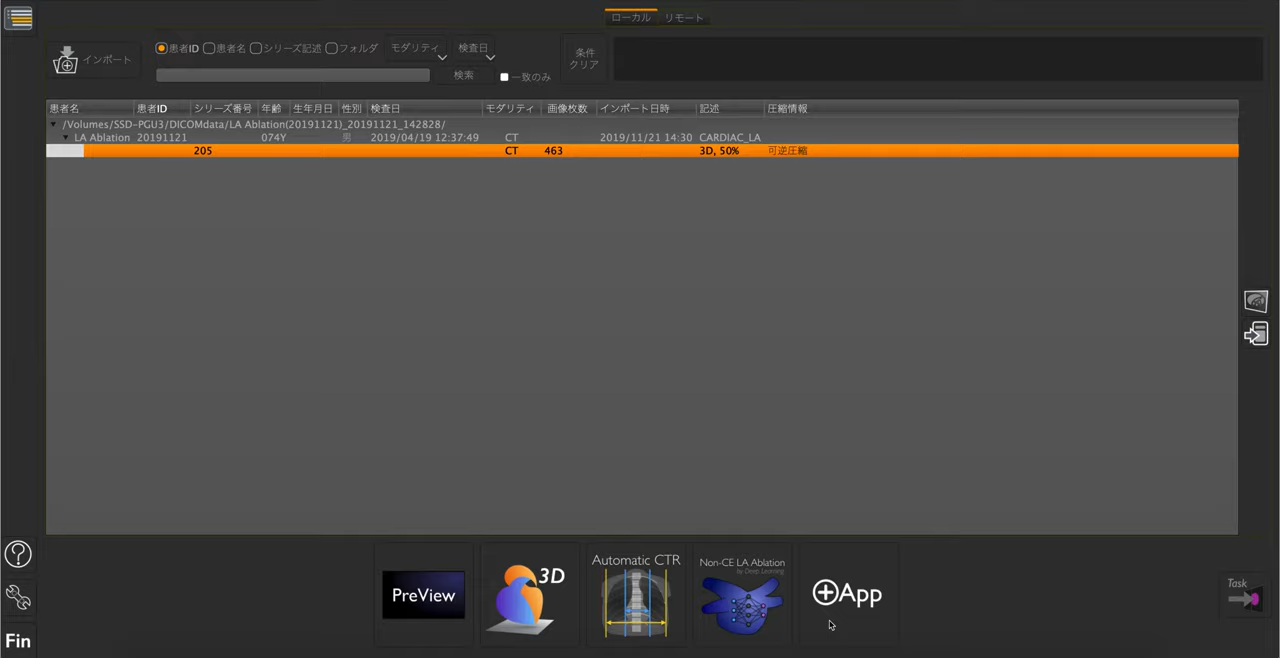 ローカル リモート
インポート
患者ID 患者名 シリーズ記述 フォルダ モダリティ 検査日
検索 一致のみ
条件
クリア
患者名 患者ID シリーズ番号 年齢 生年月日 性別 検査日 モダリティ 画像枚数 インポート日時 記述 圧縮情報
/Volumes/SSD-PGU3/DICOMdata/LA Ablation(20191121)_20191121_142828/
LA Ablation 20191121 074Y 男 2019/04/19 12:37:49 CT 2019/11/21 14:30 CARDIAC_LA
205 CT 463 3D, 50% 可逆圧縮
PreView
3D
Automatic CTR
Non-CE LA Ablation
by Deep Learning
App
Task
Fin